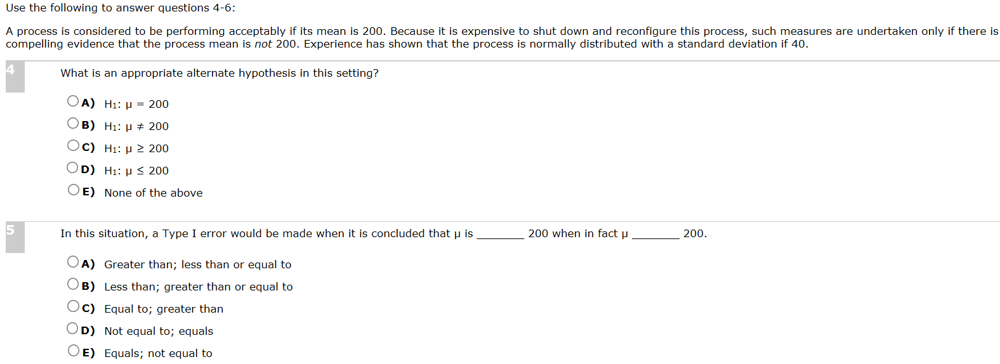 Use the following to answer questions 4-6:
A process is considered to be performing acceptably if its mean is 200. Because it is expensive to shut down and reconfigure this process, such measures are undertaken only if there is
compelling evidence that the process mean is not 200. Experience has shown that the process is normally distributed with a standard deviation if 40.
4
What is an appropriate alternate hypothesis in this setting?
A) H₁: μ = 200
B) H₁: μ ≠ 200
C) H₁: μ ≥ 200
D) H₁: μ ≤ 200
E) None of the above
5
In this situation, a Type I error would be made when it is concluded that μ is ________ 200 when in fact μ ________ 200.
A) Greater than; less than or equal to
B) Less than; greater than or equal to
C) Equal to; greater than
D) Not equal to; equals
E) Equals; not equal to